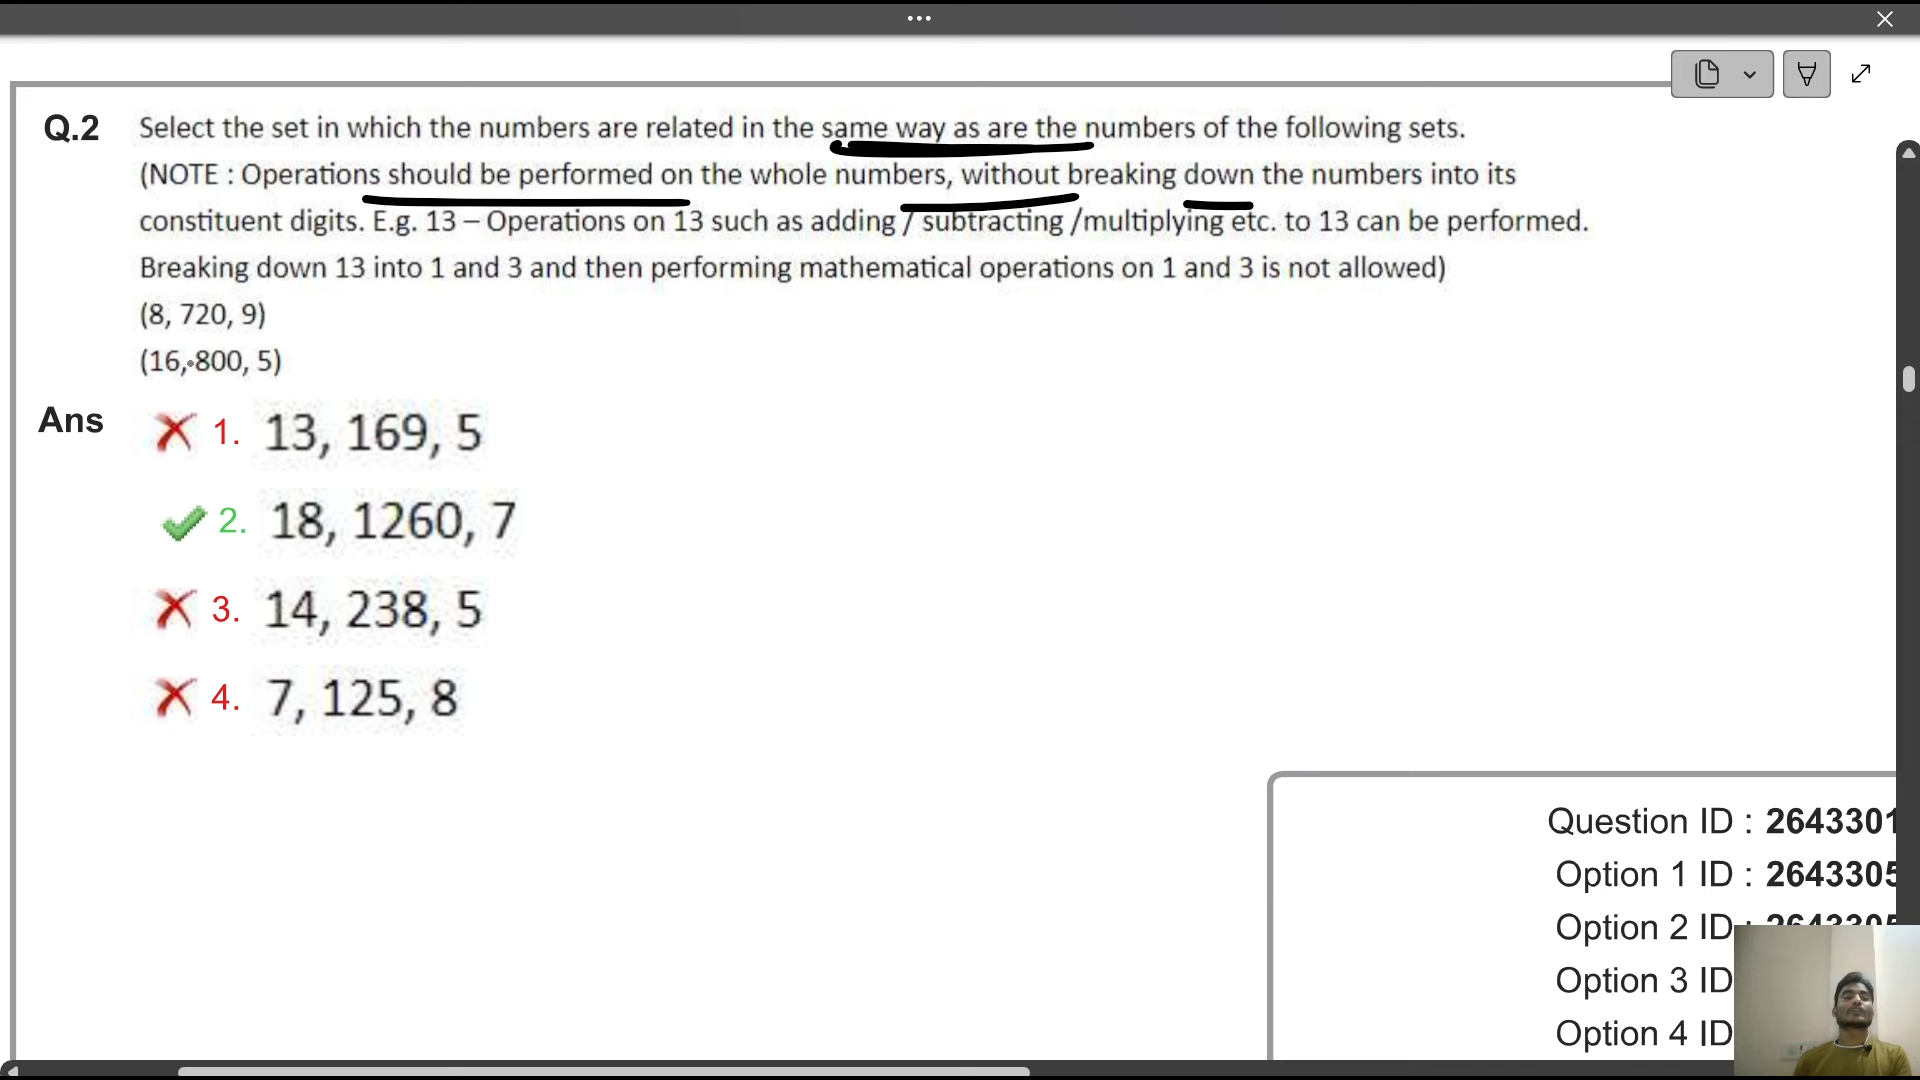 Q.2 Select the set in which the numbers are related in the same way as are the numbers of the following sets.
(NOTE : Operations should be performed on the whole numbers, without breaking down the numbers into its
constituent digits. E.g. 13 – Operations on 13 such as adding / subtracting /multiplying etc. to 13 can be performed.
Breaking down 13 into 1 and 3 and then performing mathematical operations on 1 and 3 is not allowed)
(8, 720, 9)
(16, 800, 5)
Ans 1. 13, 169, 5
2. 18, 1260, 7
3. 14, 238, 5
4. 7, 125, 8
Question ID : 2643301
Option 1 ID : 2643305
Option 2 ID : 2643305
Option 3 ID
Option 4 ID